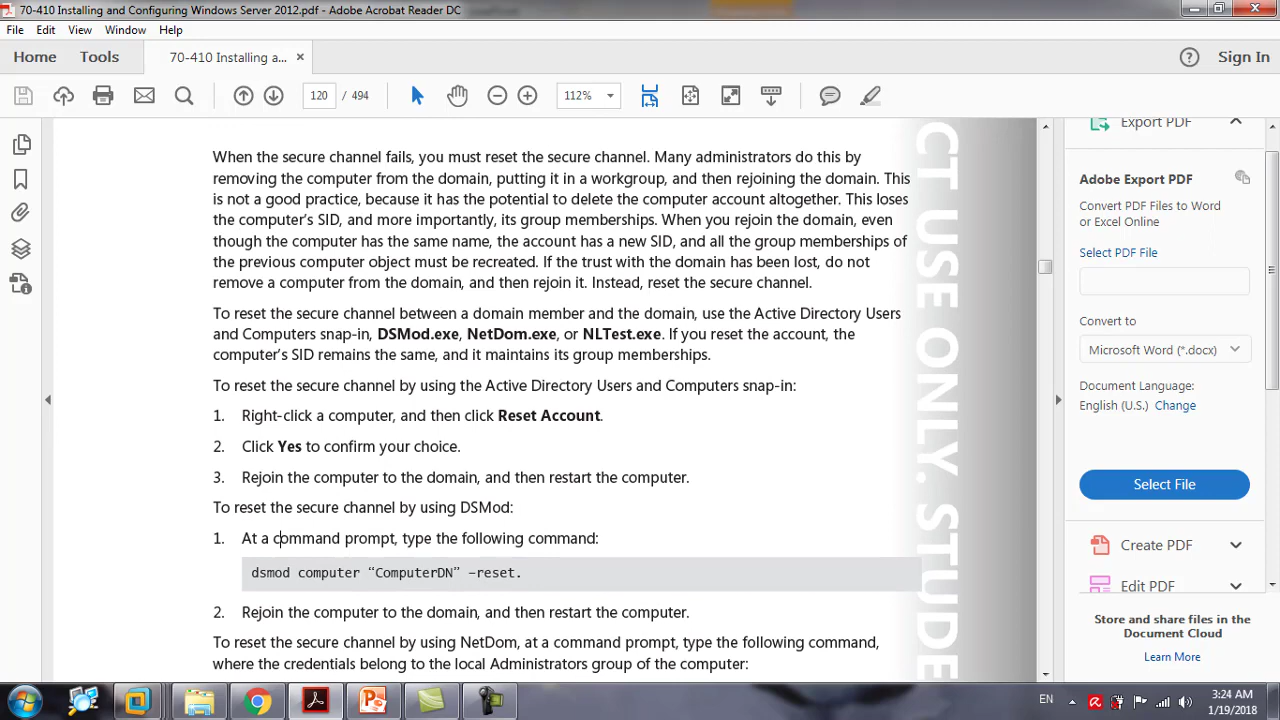 70-410 Installing and Configuring Windows Server 2012.pdf - Adobe Acrobat Reader DC
File Edit View Window Help
Home Tools 70-410 Installing a... × Sign In
120 / 494 112%
When the secure channel fails, you must reset the secure channel. Many administrators do this by
removing the computer from the domain, putting it in a workgroup, and then rejoining the domain. This
is not a good practice, because it has the potential to delete the computer account altogether. This loses
the computer's SID, and more importantly, its group memberships. When you rejoin the domain, even
though the computer has the same name, the account has a new SID, and all the group memberships of
the previous computer object must be recreated. If the trust with the domain has been lost, do not
remove a computer from the domain, and then rejoin it. Instead, reset the secure channel.
To reset the secure channel between a domain member and the domain, use the Active Directory Users
and Computers snap-in, DSMod.exe, NetDom.exe, or NLTest.exe. If you reset the account, the
computer's SID remains the same, and it maintains its group memberships.
To reset the secure channel by using the Active Directory Users and Computers snap-in:
1. Right-click a computer, and then click Reset Account.
2. Click Yes to confirm your choice.
3. Rejoin the computer to the domain, and then restart the computer.
To reset the secure channel by using DSMod:
1. At a command prompt, type the following command:
dsmod computer “ComputerDN” –reset.
2. Rejoin the computer to the domain, and then restart the computer.
To reset the secure channel by using NetDom, at a command prompt, type the following command,
where the credentials belong to the local Administrators group of the computer:
CT USE ONLY. STUDE
Export PDF
Adobe Export PDF
Convert PDF Files to Word
or Excel Online
Select PDF File
Convert to
Microsoft Word (*.docx)
Document Language:
English (U.S.) Change
Select File
Create PDF
Edit PDF
Store and share files in the
Document Cloud
Learn More
EN 3:24 AM
1/19/2018